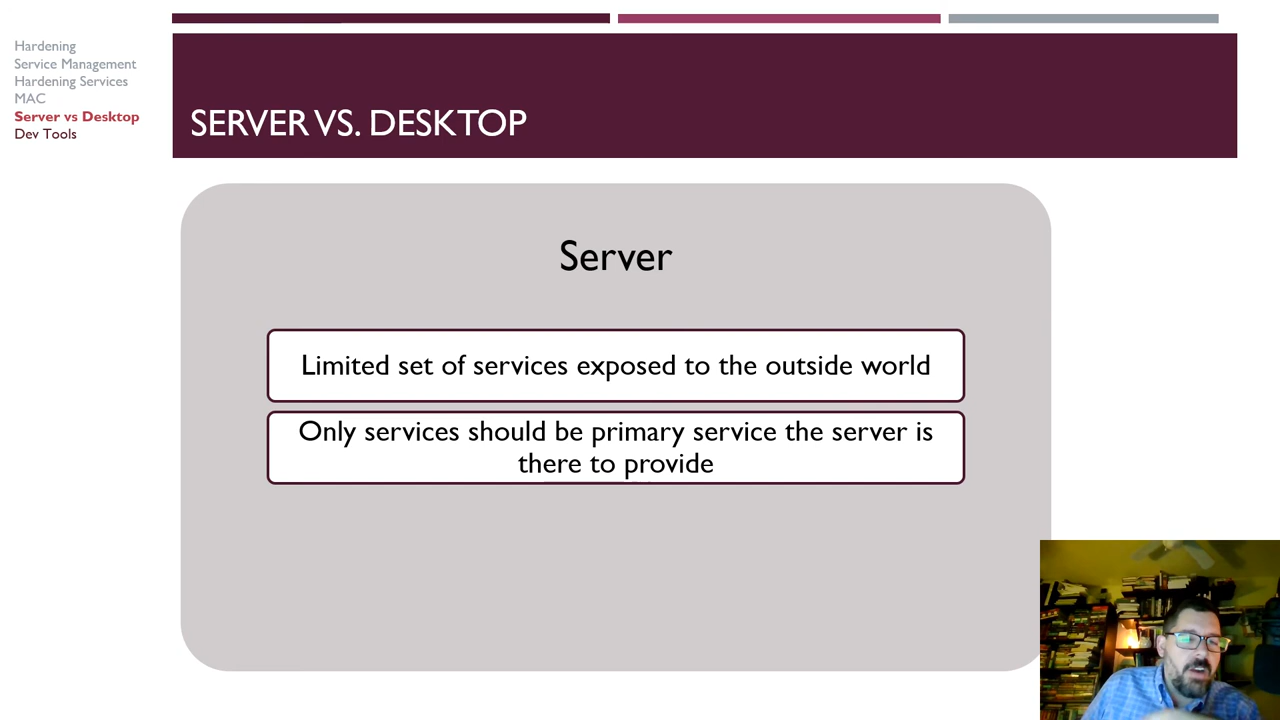 Hardening
Service Management
Hardening Services
MAC
Server vs Desktop
Dev Tools
SERVER VS. DESKTOP
Server
Limited set of services exposed to the outside world
Only services should be primary service the server is
there to provide